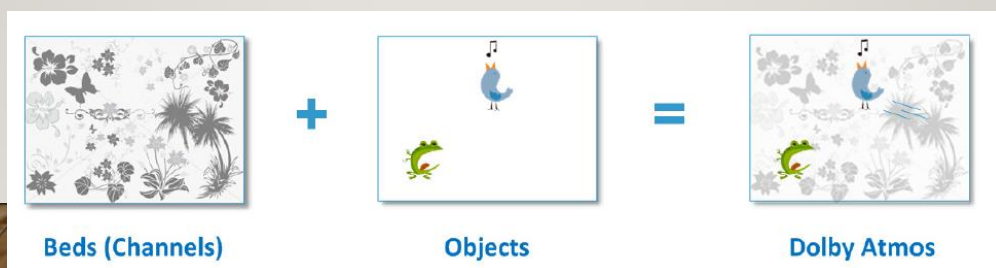 +
=
Beds (Channels)
Objects
Dolby Atmos